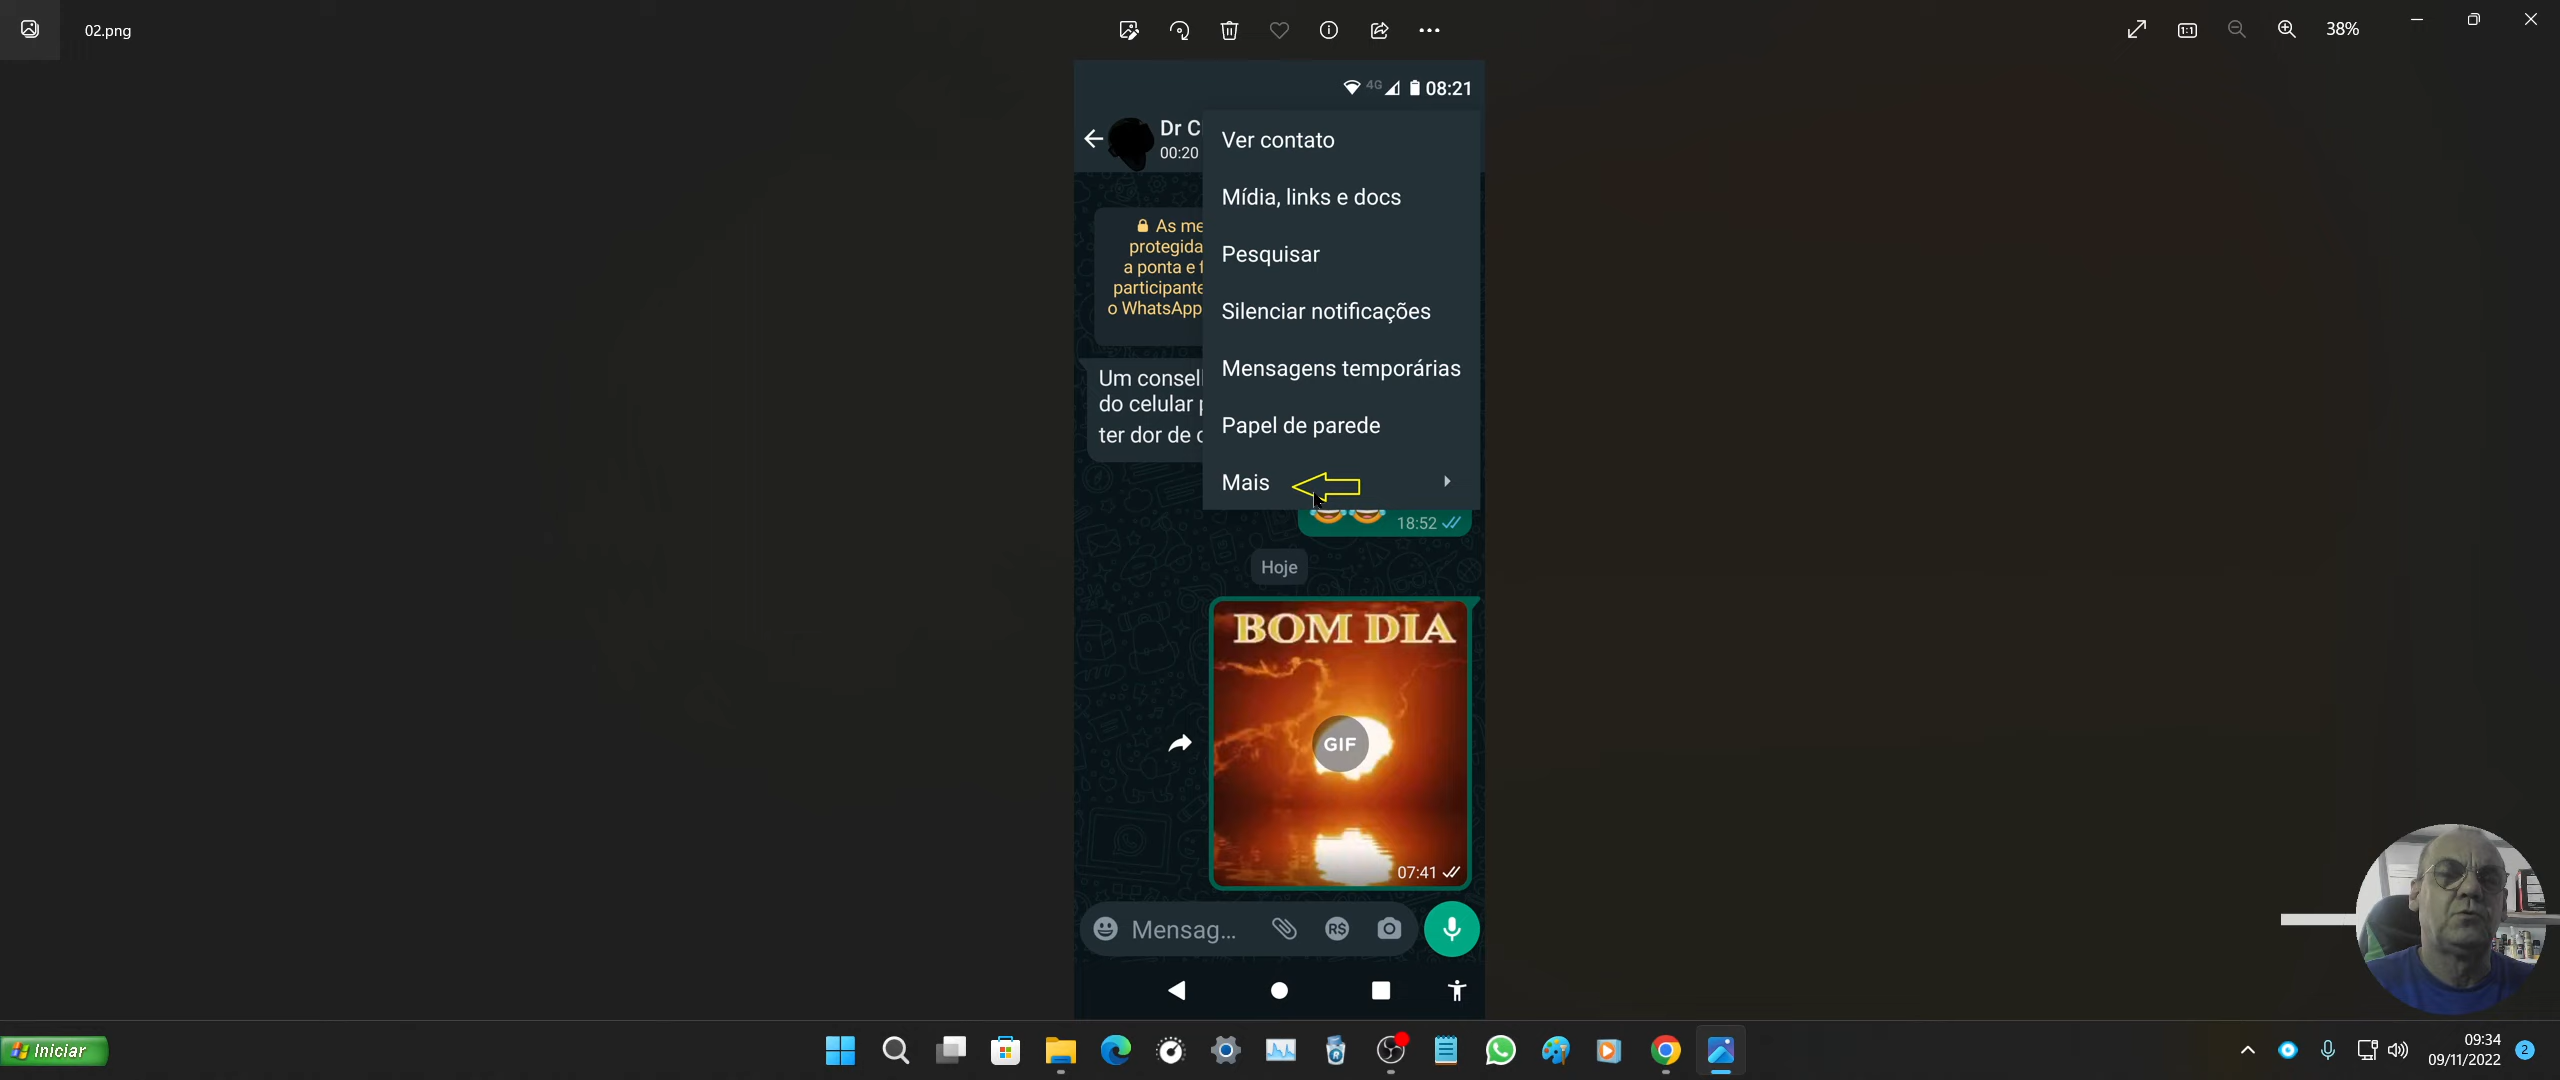 02.png
38%
4G 08:21
Dr C
00:20
Ver contato
Mídia, links e docs
Pesquisar
Silenciar notificações
Mensagens temporárias
Papel de parede
Mais
As me
protegida
a ponta e f
participante
o WhatsApp
Um consel
do celular
ter dor de
18:52
Hoje
BOM DIA
GIF
07:41
Mensag...
R$
Iniciar
09:34
09/11/2022
2